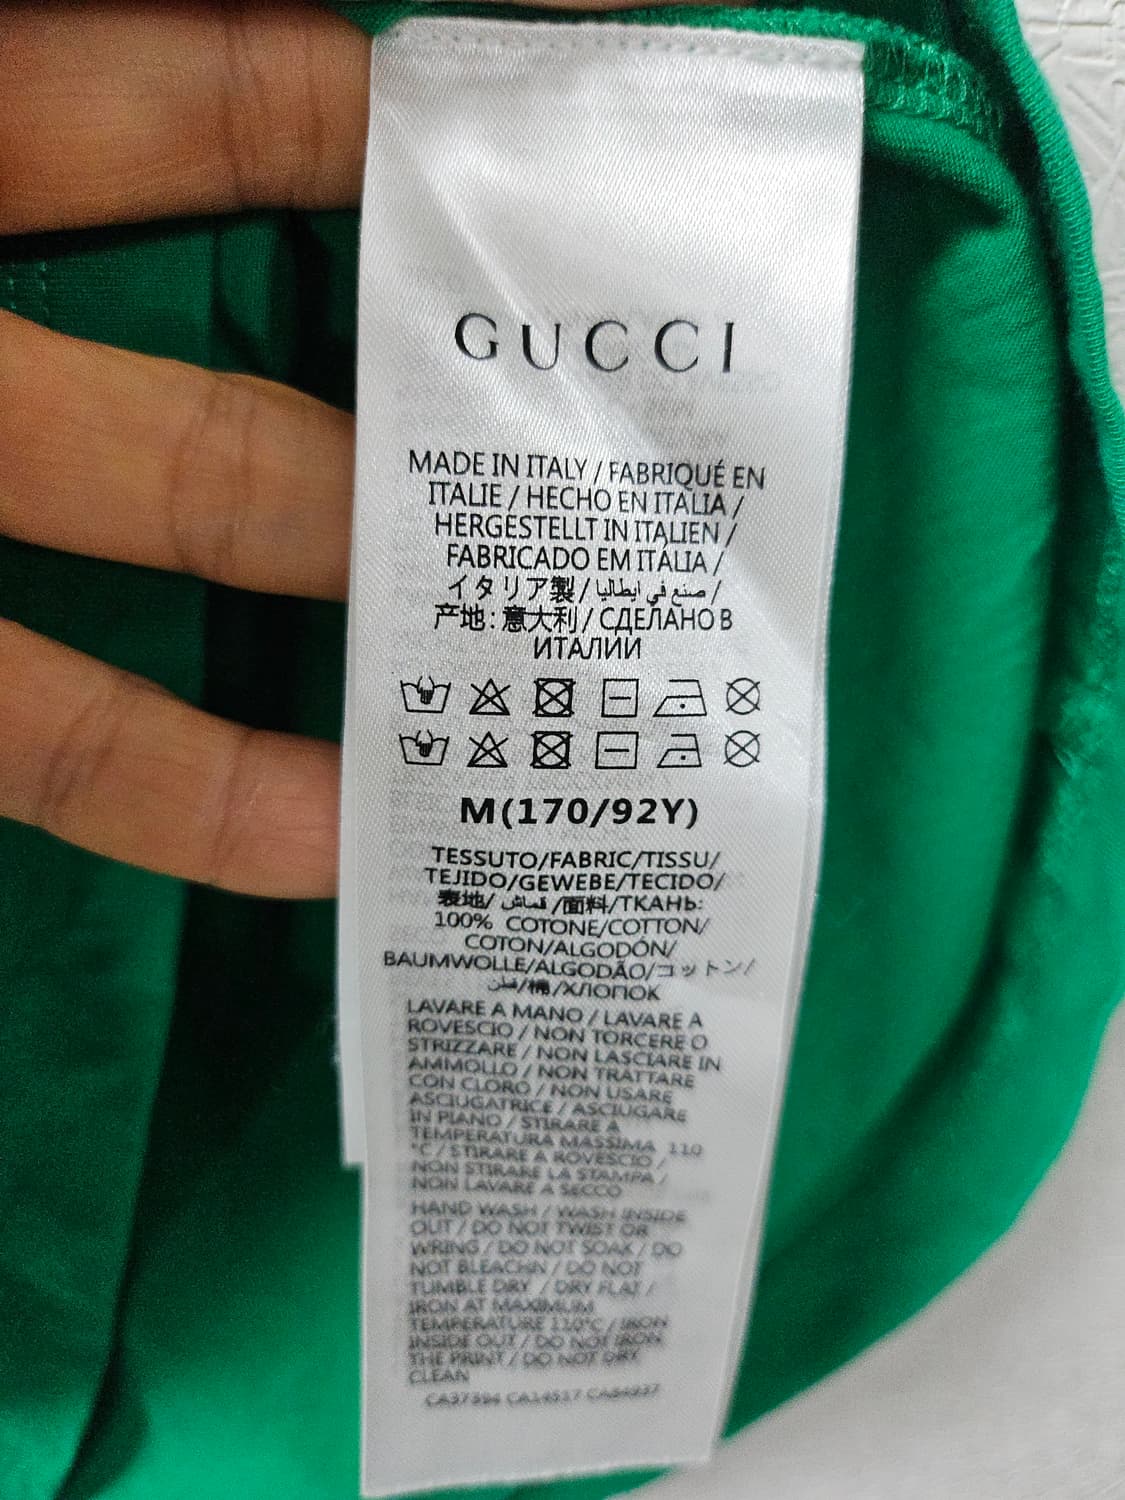 GUCCI
MADE IN ITALY / FABRIQUÉ EN
ITALIE / HECHO EN ITALIA /
HERGESTELLT IN ITALIEN /
FABRICADO EM ITÁLIA /
イタリア製 / صنع في ايطاليا /
产地 : 意大利 / СДЕЛАНО В
ИТАЛИИ
M(170/92Y)
TESSUTO/FABRIC/TISSU/
TEJIDO/GEWEBE/TECIDO/
表地/ قماش /面料/ТКАНЬ:
100% COTONE/COTTON/
COTON/ALGODÓN/
BAUMWOLLE/ALGODÃO/コットン/
قطن/棉/ХЛОПОК
LAVARE A MANO / LAVARE A
ROVESCIO / NON TORCERE O
STRIZZARE / NON LASCIARE IN
AMMOLLO / NON TRATTARE
CON CLORO / NON USARE
ASCIUGATRICE / ASCIUGARE
IN PIANO / STIRARE A
TEMPERATURA MASSIMA 110
°C / STIRARE A ROVESCIO /
NON STIRARE LA STAMPA /
NON LAVARE A SECCO
HAND WASH / WASH INSIDE
OUT / DO NOT TWIST OR
WRING / DO NOT SOAK / DO
NOT BLEACHN / DO NOT
TUMBLE DRY / DRY FLAT /
IRON AT MAXIMUM
TEMPERATURE 110°C / IRON
INSIDE OUT / DO NOT IRON
THE PRINT / DO NOT DRY
CLEAN
CA37394 CA14517